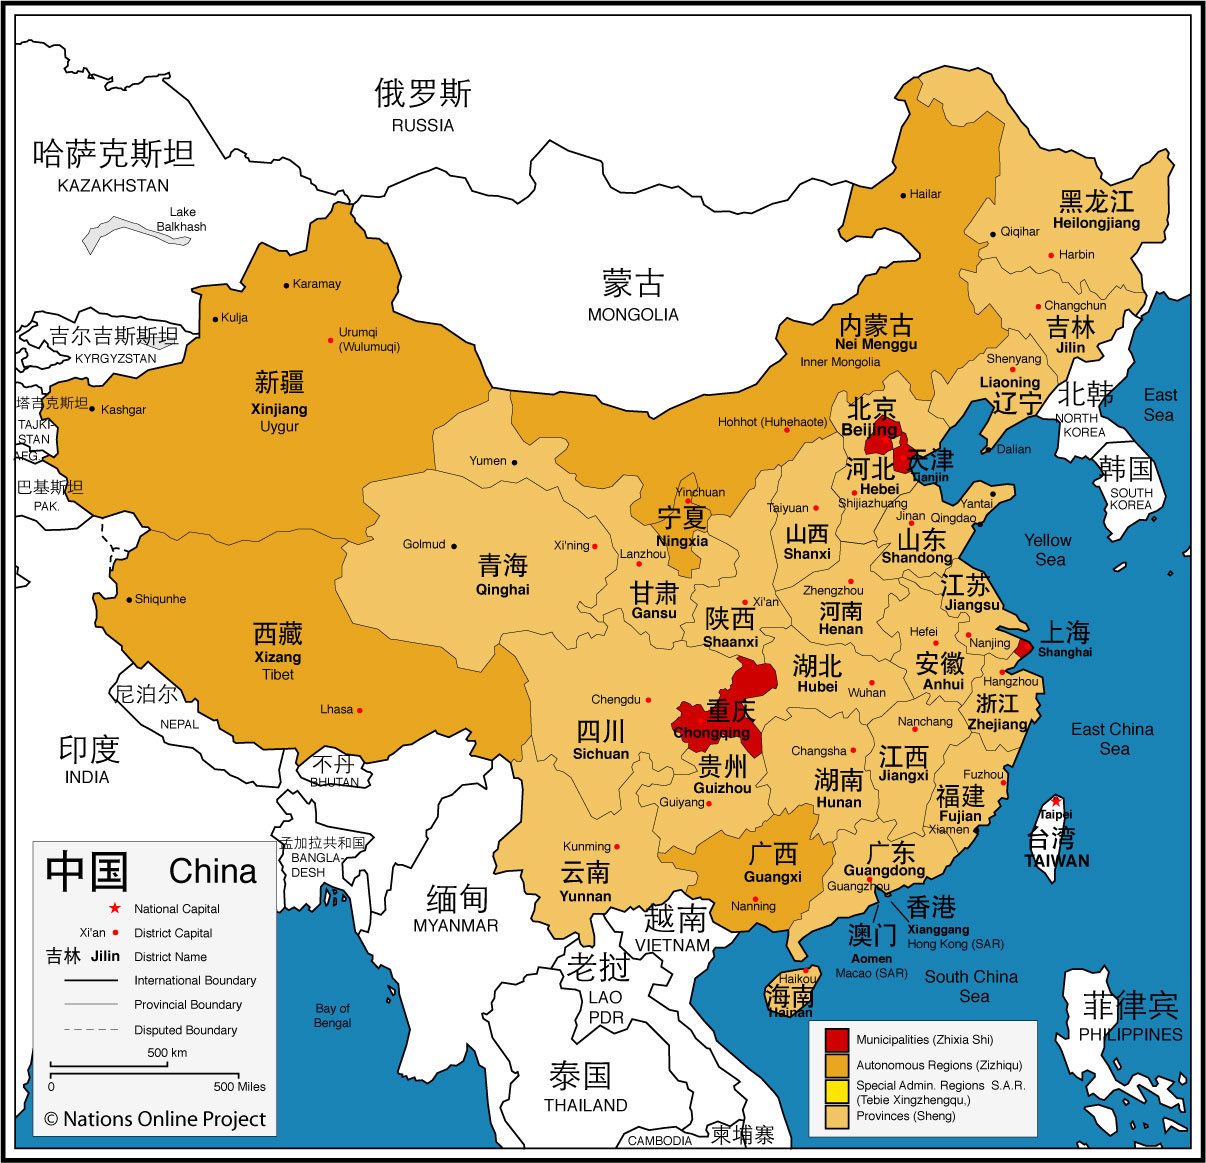 俄罗斯
RUSSIA
哈萨克斯坦
KAZAKHSTAN
Lake
Balkhash
蒙古
MONGOLIA
吉尔吉斯斯坦
KYRGYZSTAN
塔吉克斯坦
TAJKI-
STAN
AFG.
巴基斯坦
PAK.
Karamay
Kulja
Urumqi
(Wulumuqi)
新疆
Xinjiang
Uygur
Kashgar
Hailar
黑龙江
Heilongjiang
Qiqihar
Harbin
Changchun
吉林
Jilin
内蒙古
Nei Menggu
Inner Mongolia
Shenyang
Liaoning
辽宁
北韩
NORTH
KOREA
East
Sea
韩国
SOUTH
KOREA
Hohhot (Huhehaote)
北京
Beijing
天津
Tianjin
Dalian
河北
Hebei
Shijiazhuang
Yumen
Yinchuan
宁夏
Ningxia
Taiyuan
山西
Shanxi
Jinan
Qingdao
Yantai
山东
Shandong
Yellow
Sea
Golmud
Xi'ning
青海
Qinghai
Lanzhou
甘肃
Gansu
Xi'an
陕西
Shaanxi
Zhengzhou
河南
Henan
江苏
Jiangsu
Shiqunhe
西藏
Xizang
Tibet
Lhasa
Hefei
安徽
Anhui
Nanjing
上海
Shanghai
Hangzhou
浙江
Zhejiang
湖北
Hubei
Wuhan
Chengdu
四川
Sichuan
重庆
Chongqing
Nanchang
江西
Jiangxi
Changsha
湖南
Hunan
贵州
Guizhou
Guiyang
Fuzhou
福建
Fujian
Xiamen
East China
Sea
Taipei
台湾
TAIWAN
尼泊尔
NEPAL
印度
INDIA
不丹
BHUTAN
孟加拉共和国
BANGLA-
DESH
缅甸
MYANMAR
Kunming
云南
Yunnan
广西
Guangxi
Nanning
广东
Guangdong
Guangzhou
香港
Xianggang
Hong Kong (SAR)
澳门
Aomen
Macao (SAR)
South China
Sea
Haikou
海南
Hainan
越南
VIETNAM
老挝
LAO
PDR
泰国
THAILAND
CAMBODIA
柬埔寨
菲律宾
PHILIPPINES
Bay of
Bengal
中国 China
National Capital
Xi'an District Capital
吉林 Jilin District Name
International Boundary
Provincial Boundary
Disputed Boundary
500 km
0 500 Miles
© Nations Online Project
Municipalities (Zhixia Shi)
Autonomous Regions (Zizhiqu)
Special Admin. Regions S.A.R.
(Tebie Xingzhengqu,)
Provinces (Sheng)